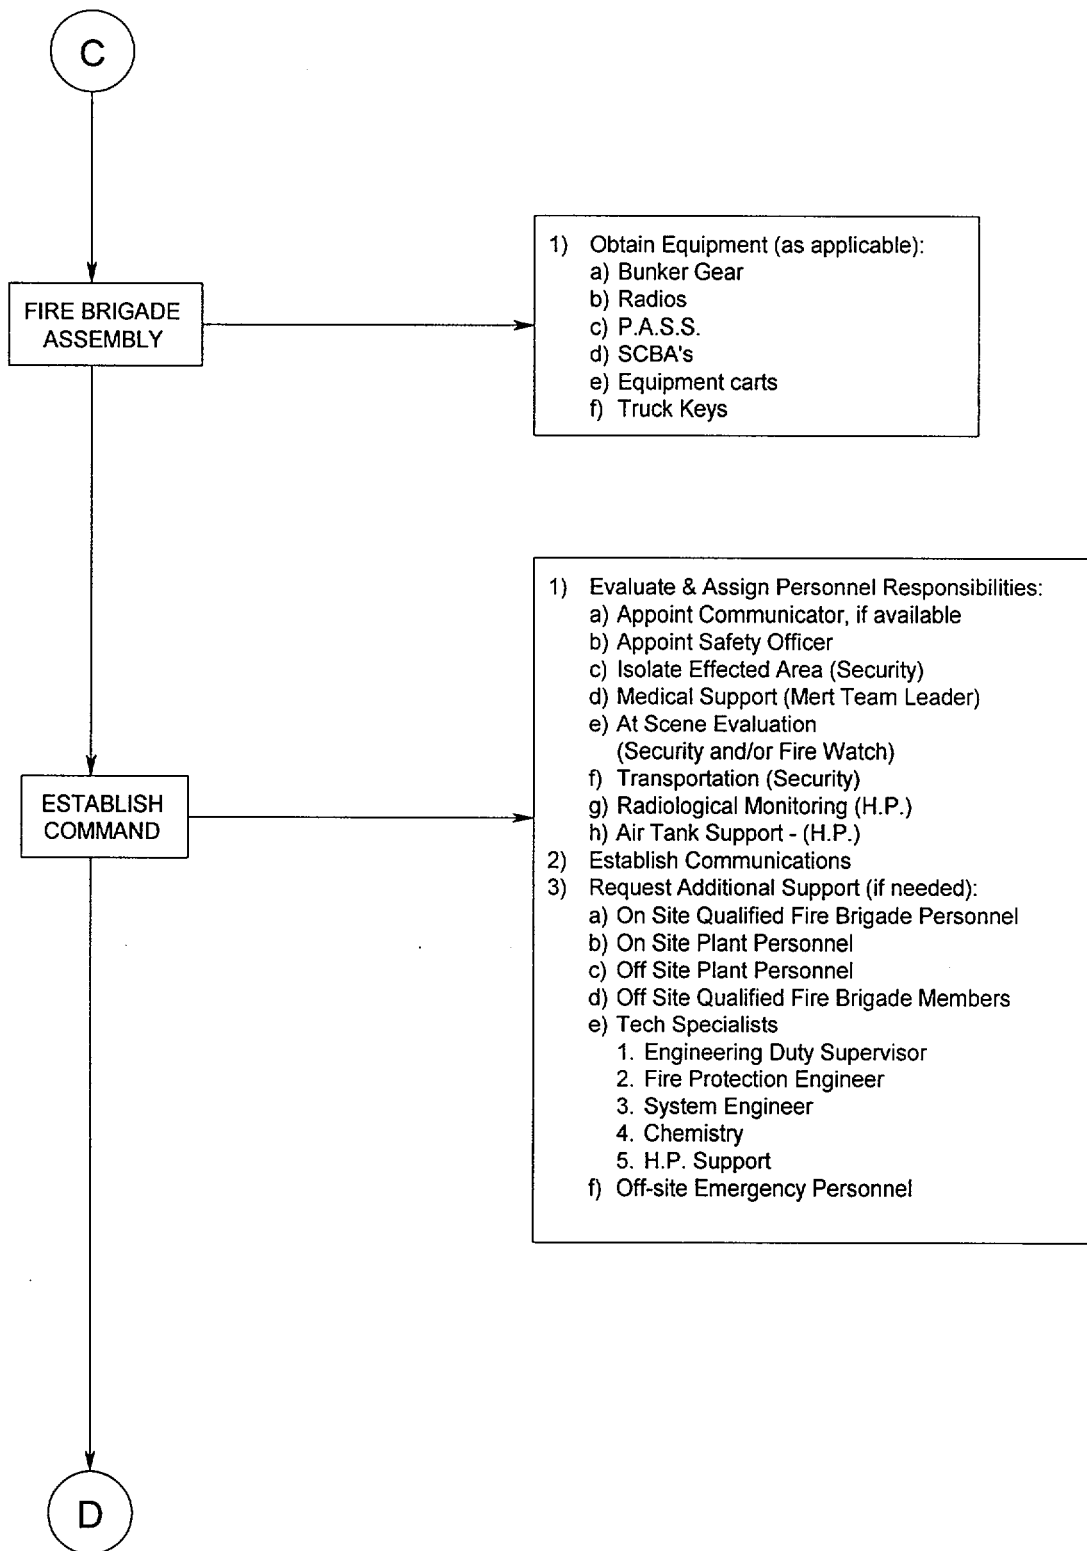 C
FIRE BRIGADE
ASSEMBLY
1) Obtain Equipment (as applicable):
a) Bunker Gear
b) Radios
c) P.A.S.S.
d) SCBA's
e) Equipment carts
f) Truck Keys
ESTABLISH
COMMAND
1) Evaluate & Assign Personnel Responsibilities:
a) Appoint Communicator, if available
b) Appoint Safety Officer
c) Isolate Effected Area (Security)
d) Medical Support (Mert Team Leader)
e) At Scene Evaluation
(Security and/or Fire Watch)
f) Transportation (Security)
g) Radiological Monitoring (H.P.)
h) Air Tank Support - (H.P.)
2) Establish Communications
3) Request Additional Support (if needed):
a) On Site Qualified Fire Brigade Personnel
b) On Site Plant Personnel
c) Off Site Plant Personnel
d) Off Site Qualified Fire Brigade Members
e) Tech Specialists
1. Engineering Duty Supervisor
2. Fire Protection Engineer
3. System Engineer
4. Chemistry
5. H.P. Support
f) Off-site Emergency Personnel
D